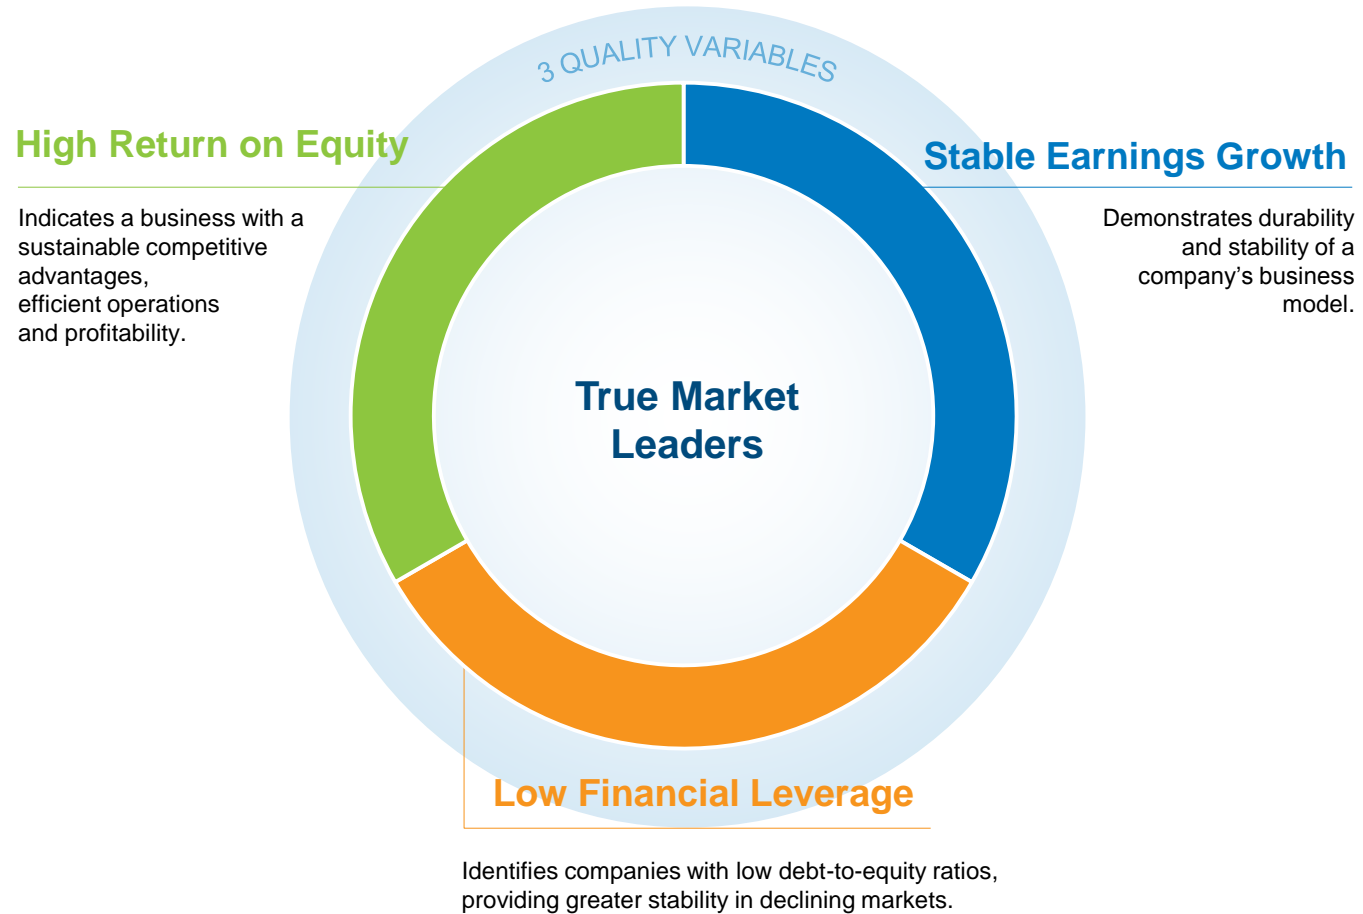 3 QUALITY VARIABLES
High Return on Equity
Indicates a business with a
sustainable competitive
advantages,
efficient operations
and profitability.
Stable Earnings Growth
Demonstrates durability
and stability of a
company’s business
model.
True Market
Leaders
Low Financial Leverage
Identifies companies with low debt-to-equity ratios,
providing greater stability in declining markets.